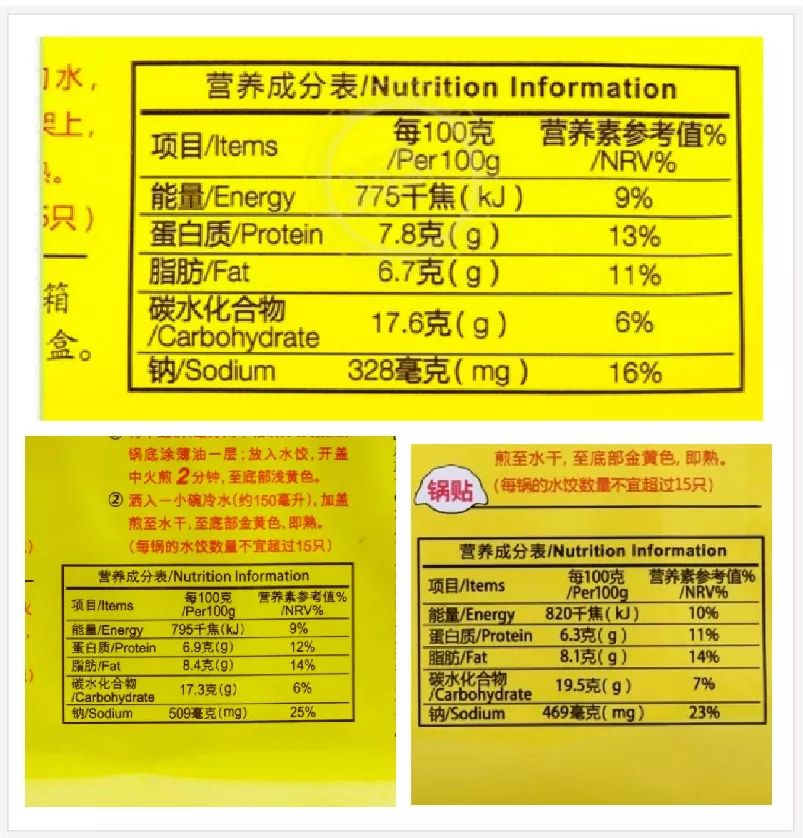 水，
上，
只）
箱
盒。
营养成分表/Nutrition Information
项目/Items 每100克/Per100g 营养素参考值%/NRV%
能量/Energy 775千焦( kJ ) 9%
蛋白质/Protein 7.8克( g ) 13%
脂肪/Fat 6.7克( g ) 11%
碳水化合物/Carbohydrate 17.6克( g ) 6%
钠/Sodium 328毫克( mg ) 16%
锅底涂薄油一层；放入水饺，开盖
中火煎2分钟，至底部浅黄色。
② 洒入一小碗冷水(约150毫升)，加盖
煎至水干，至底部金黄色，即熟。
（每锅的水饺数量不宜超过15只）
营养成分表/Nutrition Information
项目/Items 每100克/Per100g 营养素参考值%/NRV%
能量/Energy 795千焦(kJ) 9%
蛋白质/Protein 6.9克(g) 12%
脂肪/Fat 8.4克(g) 14%
碳水化合物/Carbohydrate 17.3克(g) 6%
钠/Sodium 509毫克(mg) 25%
煎至水干，至底部金黄色，即熟。
锅贴
（每锅的水饺数量不宜超过15只）
营养成分表/Nutrition Information
项目/Items 每100克/Per100g 营养素参考值%/NRV%
能量/Energy 820千焦( kJ ) 10%
蛋白质/Protein 6.3克( g ) 11%
脂肪/Fat 8.1克( g ) 14%
碳水化合物/Carbohydrate 19.5克( g ) 7%
钠/Sodium 469毫克( mg ) 23%